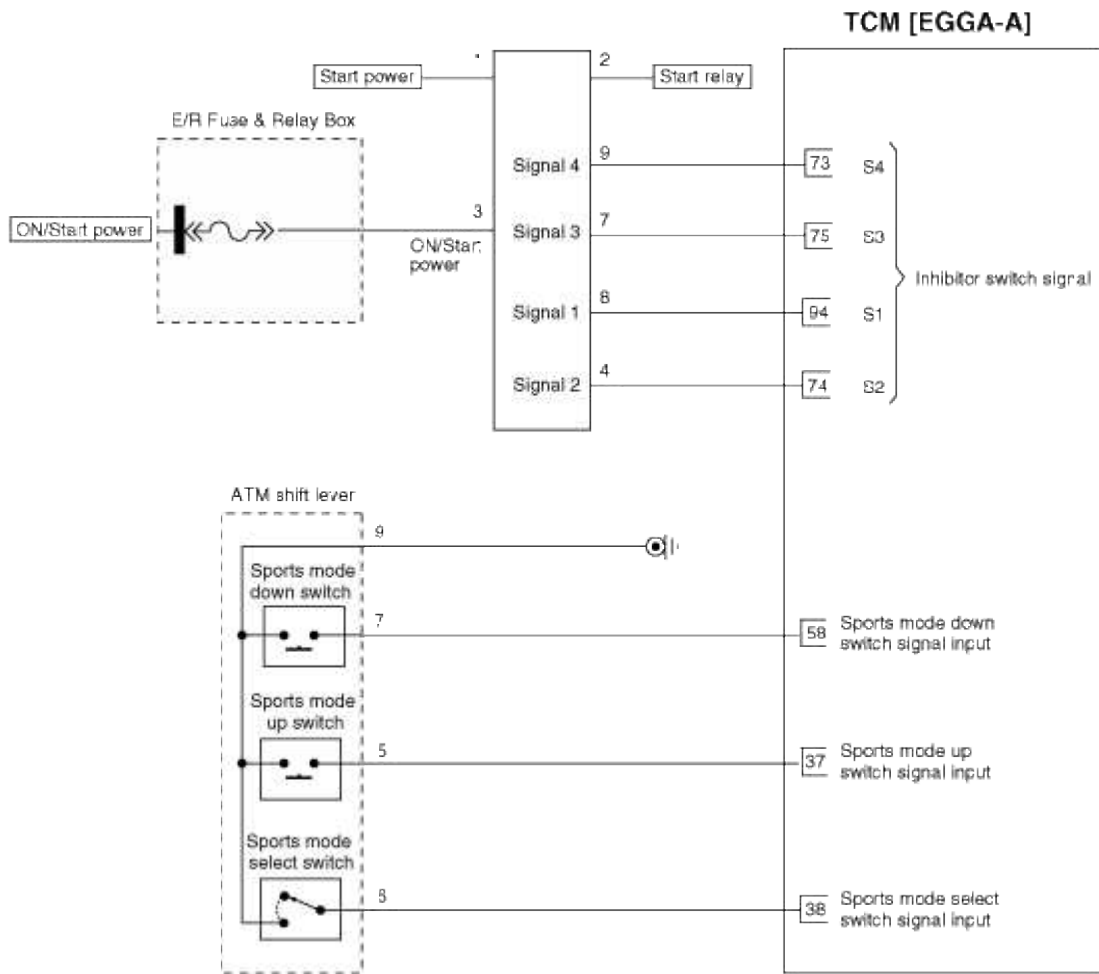 TCM [EGGA-A]
2
Start power
Start relay
E/R Fuse & Relay Box
Signal 4
9
73
S4
ON/Start power
3
ON/Start
power
Signal 3
7
75
S3
Inhibitor switch signal
Signal 1
8
94
S1
Signal 2
4
74
S2
ATM shift lever
9
Sports mode
down switch
7
58
Sports mode down
switch signal input
Sports mode
up switch
5
37
Sports mode up
switch signal input
Sports mode
select switch
6
38
Sports mode select
switch signal input